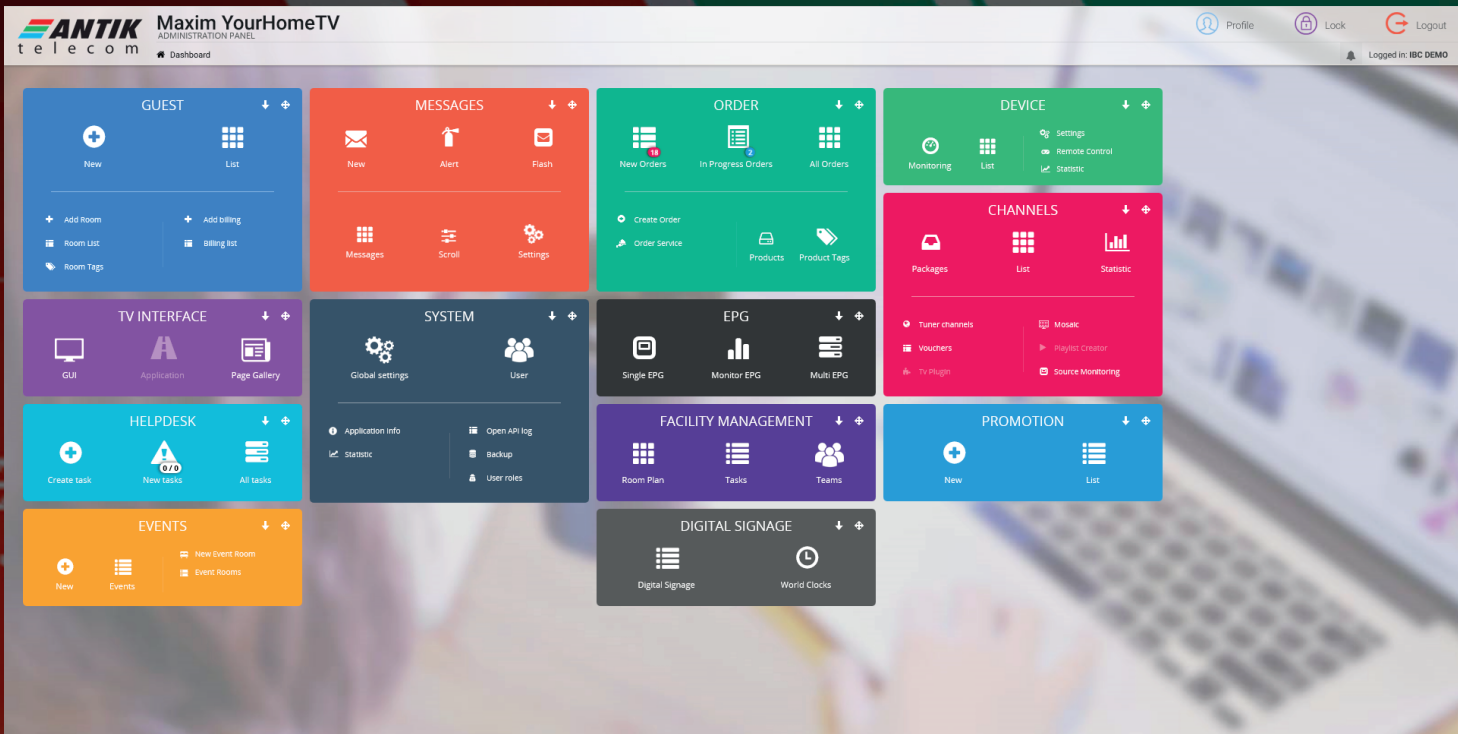 ANTIK
telecom
Maxim YourHomeTV
ADMINISTRATION PANEL
Dashboard
Profile
Lock
Logout
Logged in: IBC DEMO
GUEST
New
List
Add Room
Add billing
Room List
Billing list
Room Tags
MESSAGES
New
Alert
Flash
Messages
Scroll
Settings
ORDER
18
2
New Orders
In Progress Orders
All Orders
Create Order
Order Service
Products
Product Tags
DEVICE
Monitoring
List
Settings
Remote Control
Statistic
CHANNELS
Packages
List
Statistic
Tuner channels
Mosaic
Vouchers
Playlist Creator
Tv Plugin
Source Monitoring
TV INTERFACE
GUI
Application
Page Gallery
SYSTEM
Global settings
User
Application info
Open API log
Statistic
Backup
User roles
EPG
Single EPG
Monitor EPG
Multi EPG
HELPDESK
0 / 0
Create task
New tasks
All tasks
FACILITY MANAGEMENT
Room Plan
Tasks
Teams
PROMOTION
New
List
EVENTS
New
Events
New Event Room
Event Rooms
DIGITAL SIGNAGE
Digital Signage
World Clocks